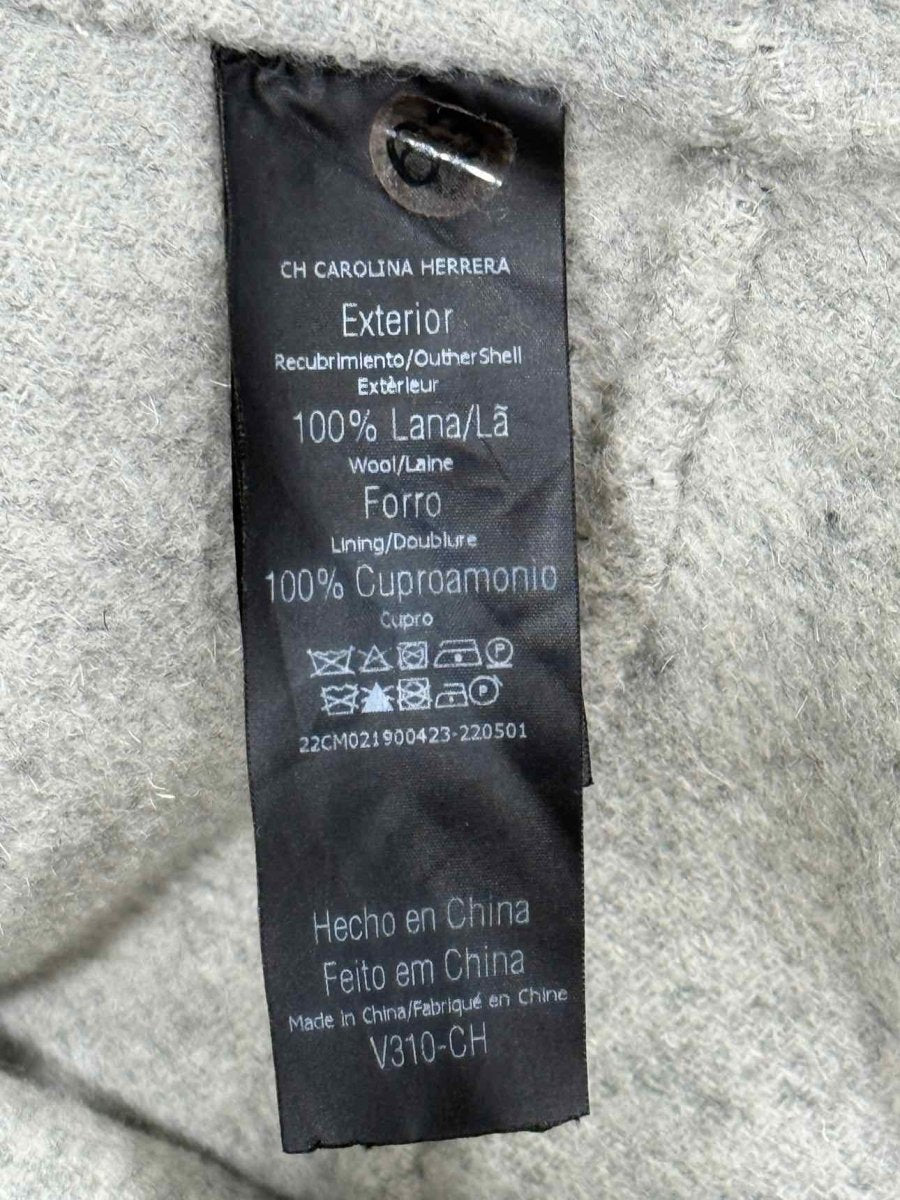 CH CAROLINA HERRERA
Exterior
Recubrimiento/OutherShell
Extèrieur
100% Lana/Lã
Wool/Laine
Forro
Lining/Doublure
100% Cuproamonio
Cupro
P
P
22CM021900423-220501
Hecho en China
Feito em China
Made in China/Fabriqué en Chine
V310-CH